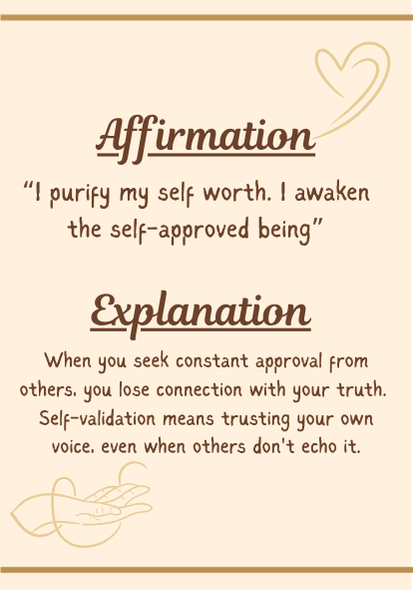 Affirmation
“I purify my self worth. I awaken
the self-approved being”
Explanation
When you seek constant approval from
others, you lose connection with your truth.
Self-validation means trusting your own
voice, even when others don't echo it.